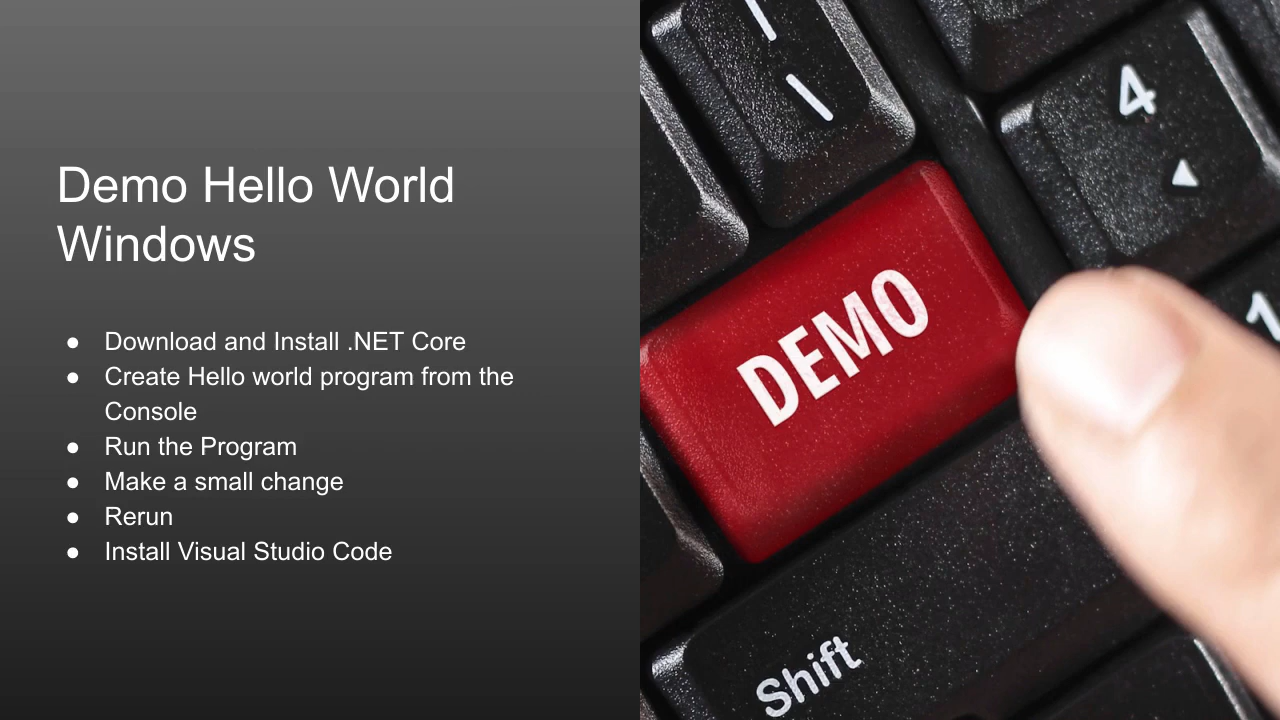 Demo Hello World
Windows
● Download and Install .NET Core
● Create Hello world program from the
Console
● Run the Program
● Make a small change
● Rerun
● Install Visual Studio Code
\
4
DEMO
1
Shift